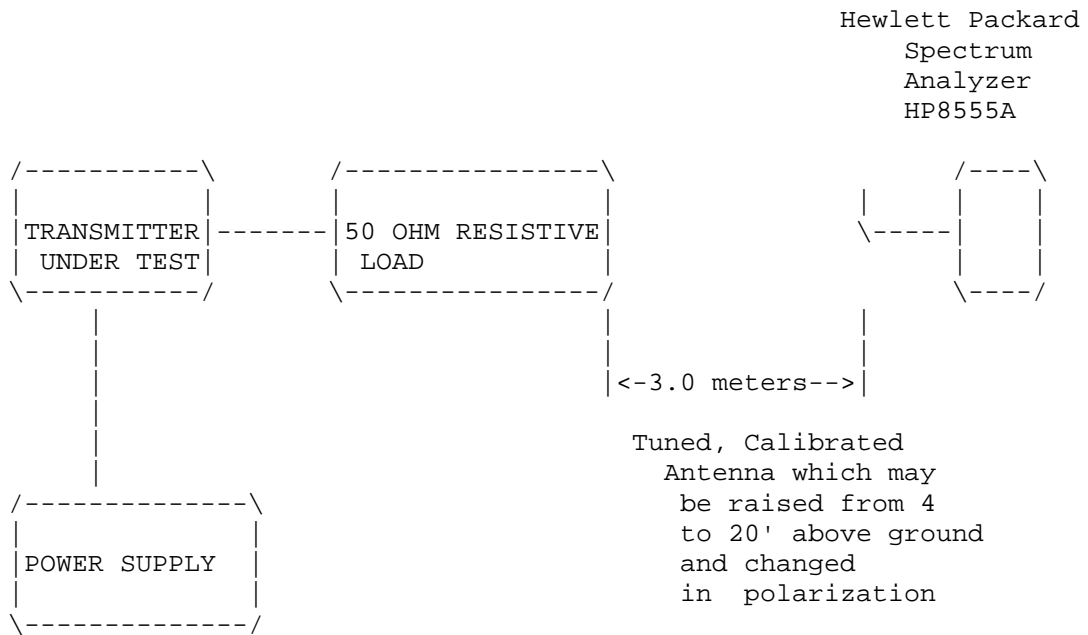 Hewlett Packard
Spectrum
Analyzer
HP8555A
TRANSMITTER
UNDER TEST
50 OHM RESISTIVE
LOAD
<-3.0 meters-->
Tuned, Calibrated
Antenna which may
be raised from 4
to 20' above ground
and changed
in polarization
POWER SUPPLY